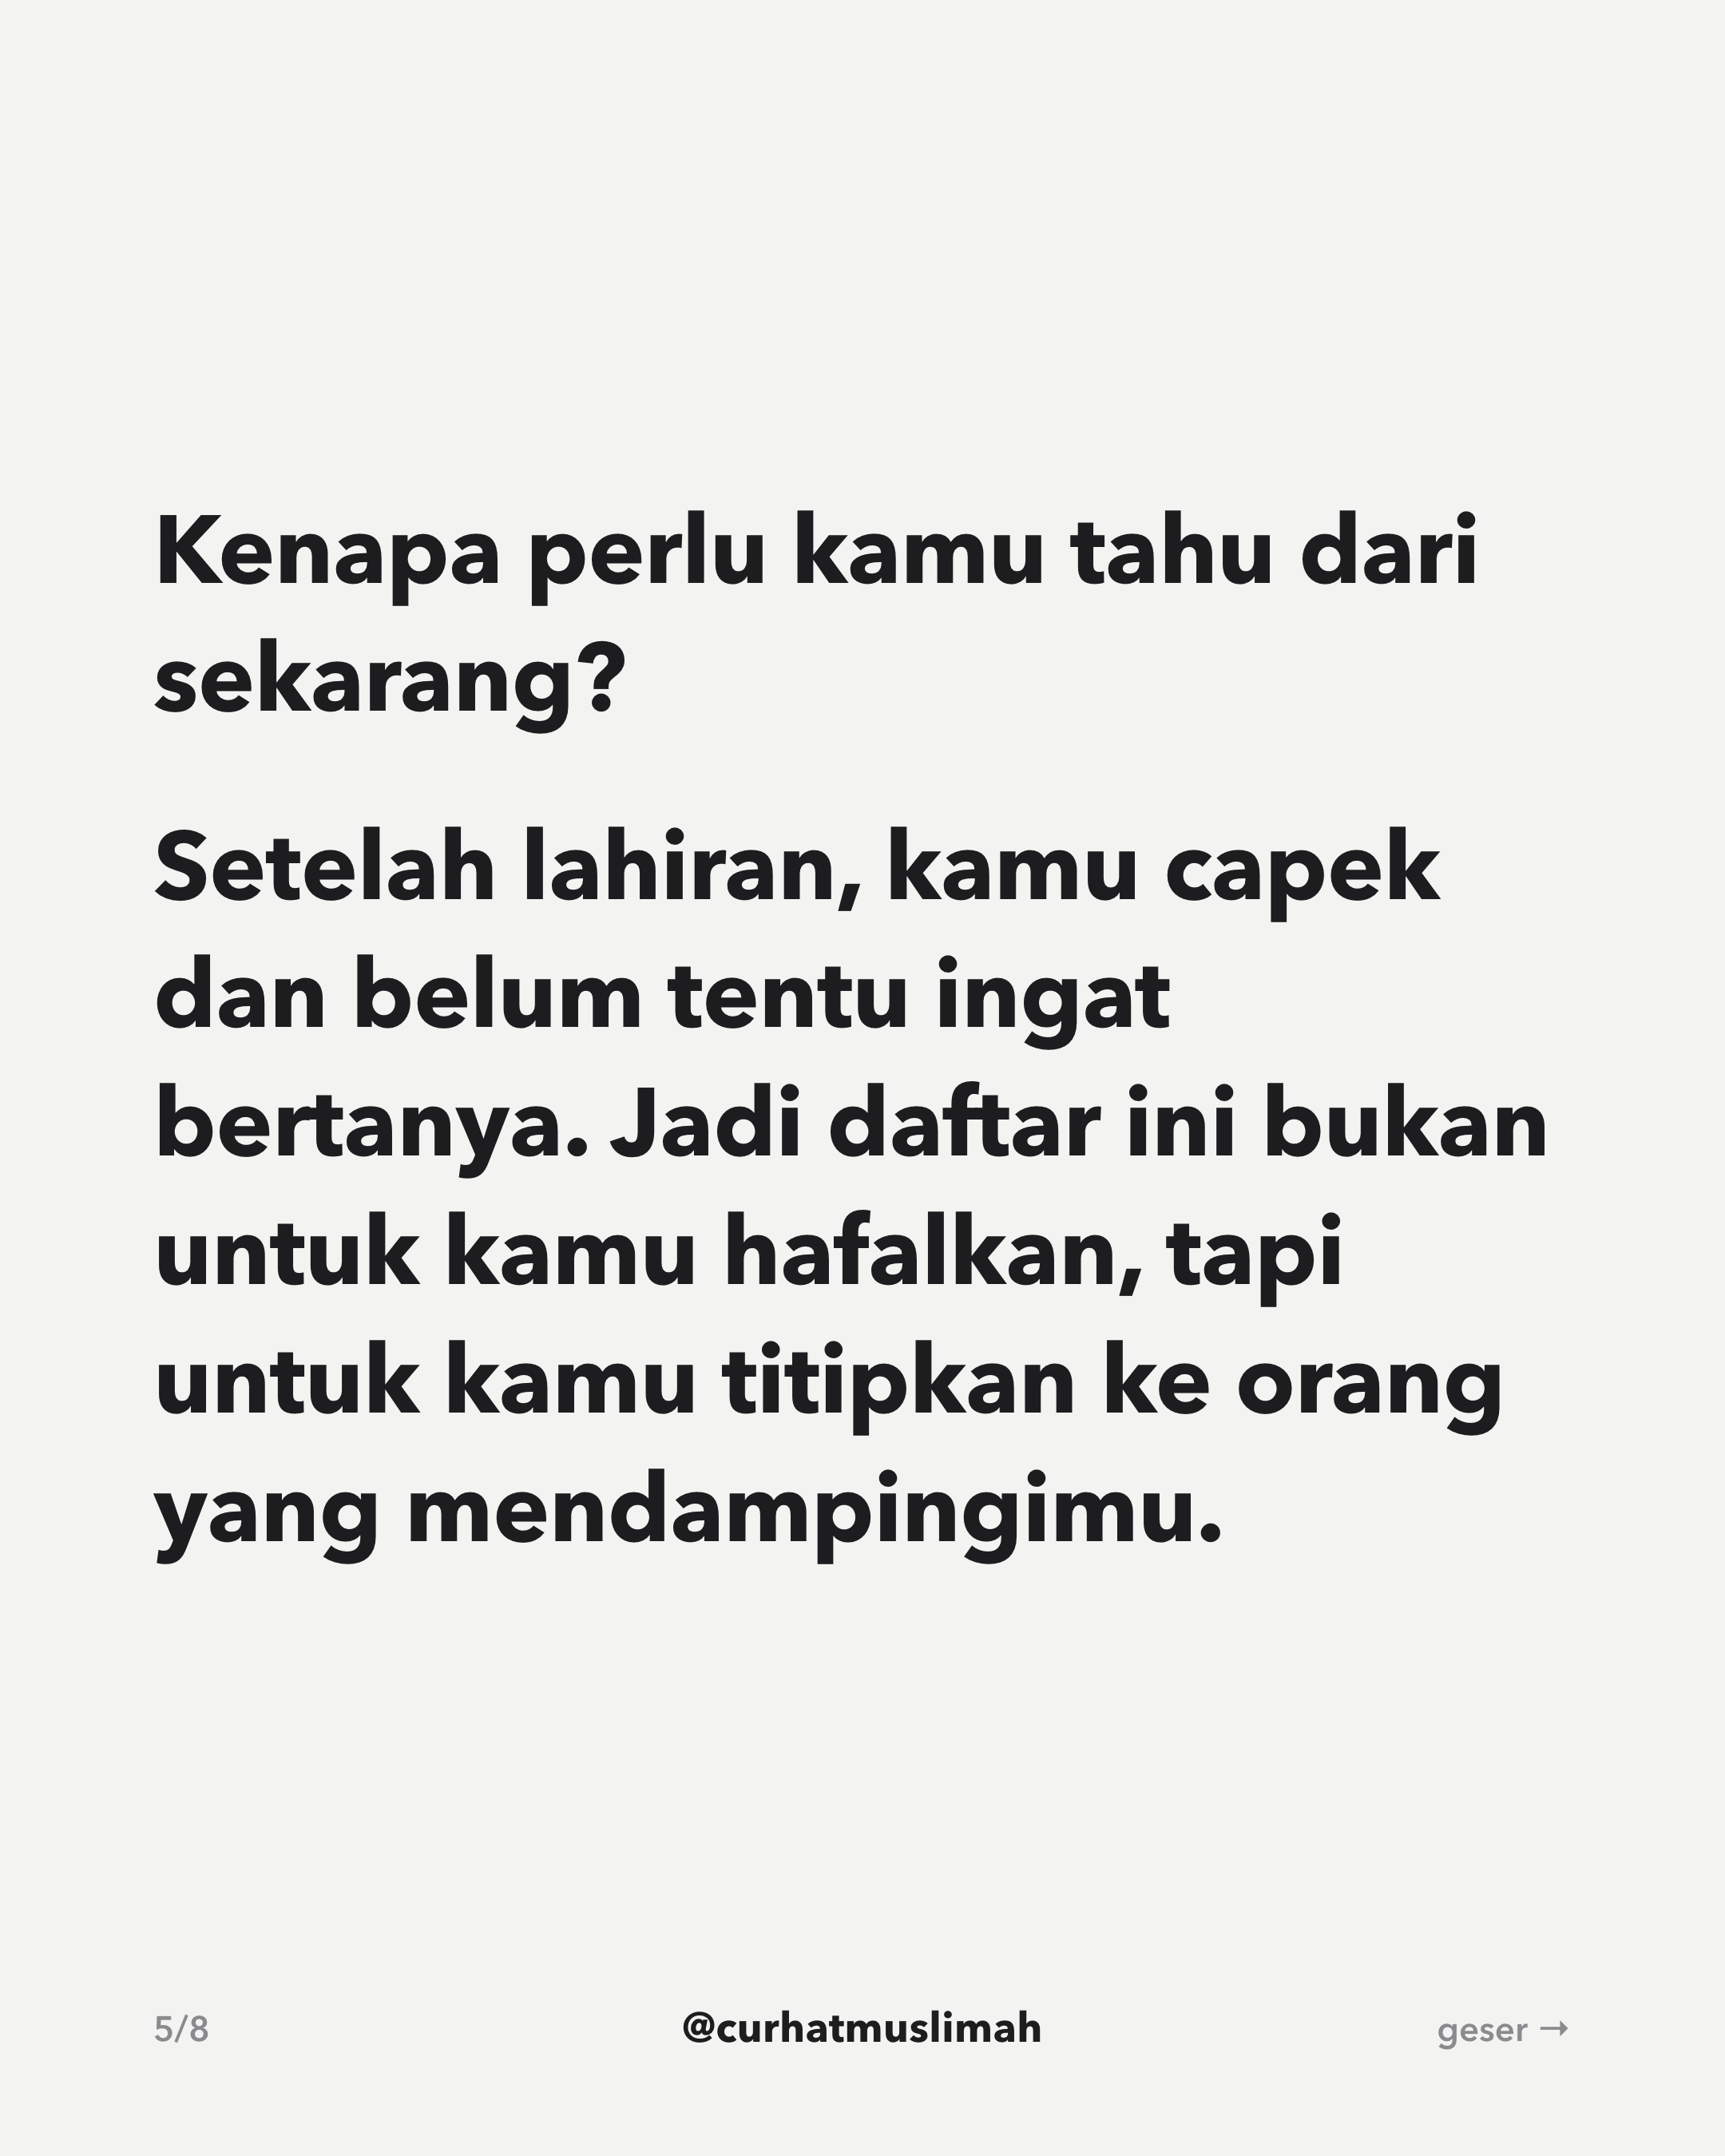 Kenapa perlu kamu tahu dari
sekarang?
Setelah lahiran, kamu capek
dan belum tentu ingat
bertanya. Jadi daftar ini bukan
untuk kamu hafalkan, tapi
untuk kamu titipkan ke orang
yang mendampingimu.
5/8
@curhatmuslimah
geser →